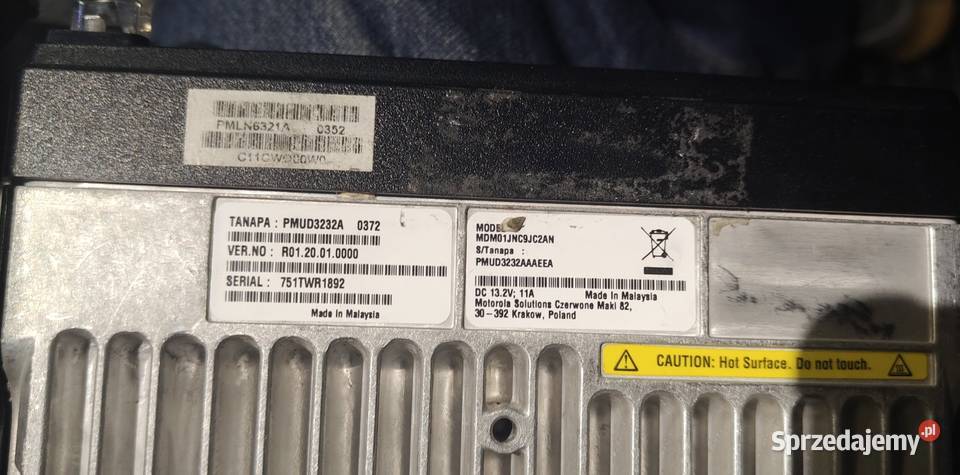 PMLN6321A 0352
TANAPA : PMUD3232A 0372
VER.NO : R01.20.01.0000
SERIAL : 751TWR1892
Made In Malaysia
MODEL
MDM01JNC9JC2AN
S/Tanapa :
PMUD3232AAAEEA
DC 13.2V; 11A Made In Malaysia
Motorola Solutions Czerwone Maki 82,
30-392 Krakow, Poland
CAUTION: Hot Surface. Do not touch.
Sprzedajemy.pl